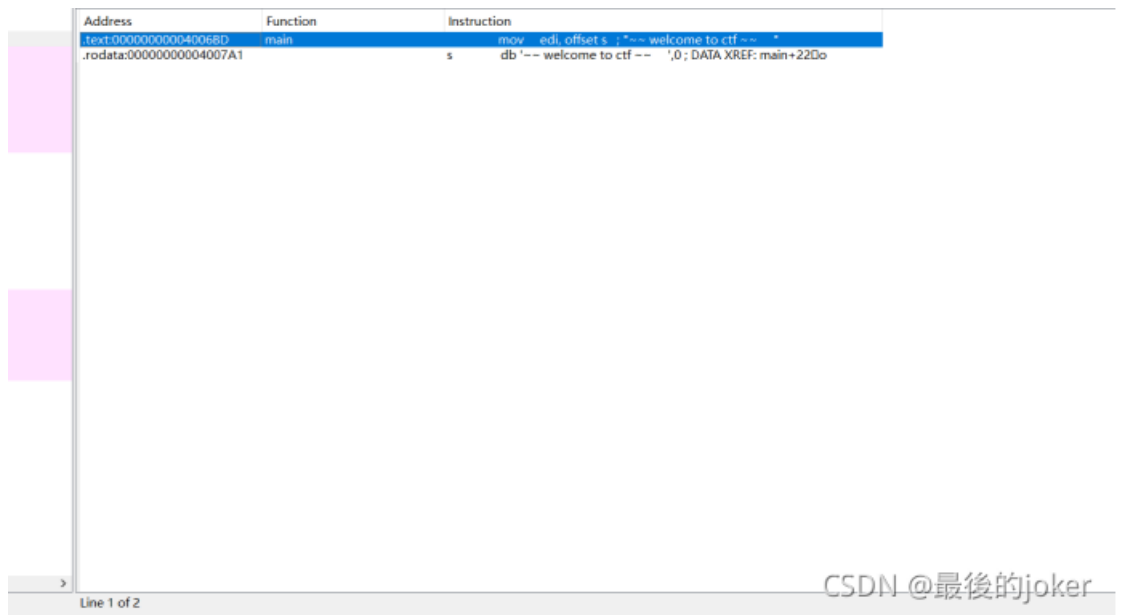 Address Function Instruction
.text:00000000004006BD main mov edi, offset s ; "~~ welcome to ctf ~~ "
.rodata:00000000004007A1 s db '~~ welcome to ctf ~~ ',0 ; DATA XREF: main+22▯o
Line 1 of 2
CSDN @最後的joker